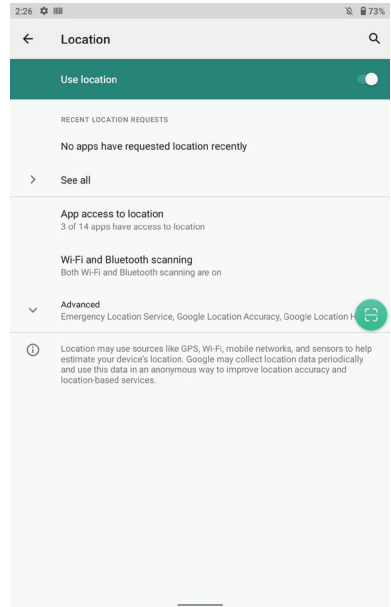 2:26 73%
Location
Use location
RECENT LOCATION REQUESTS
No apps have requested location recently
See all
App access to location
3 of 14 apps have access to location
Wi-Fi and Bluetooth scanning
Both Wi-Fi and Bluetooth scanning are on
Advanced
Emergency Location Service, Google Location Accuracy, Google Location H
Location may use sources like GPS, Wi-Fi, mobile networks, and sensors to help
estimate your device's location. Google may collect location data periodically
and use this data in an anonymous way to improve location accuracy and
location-based services.